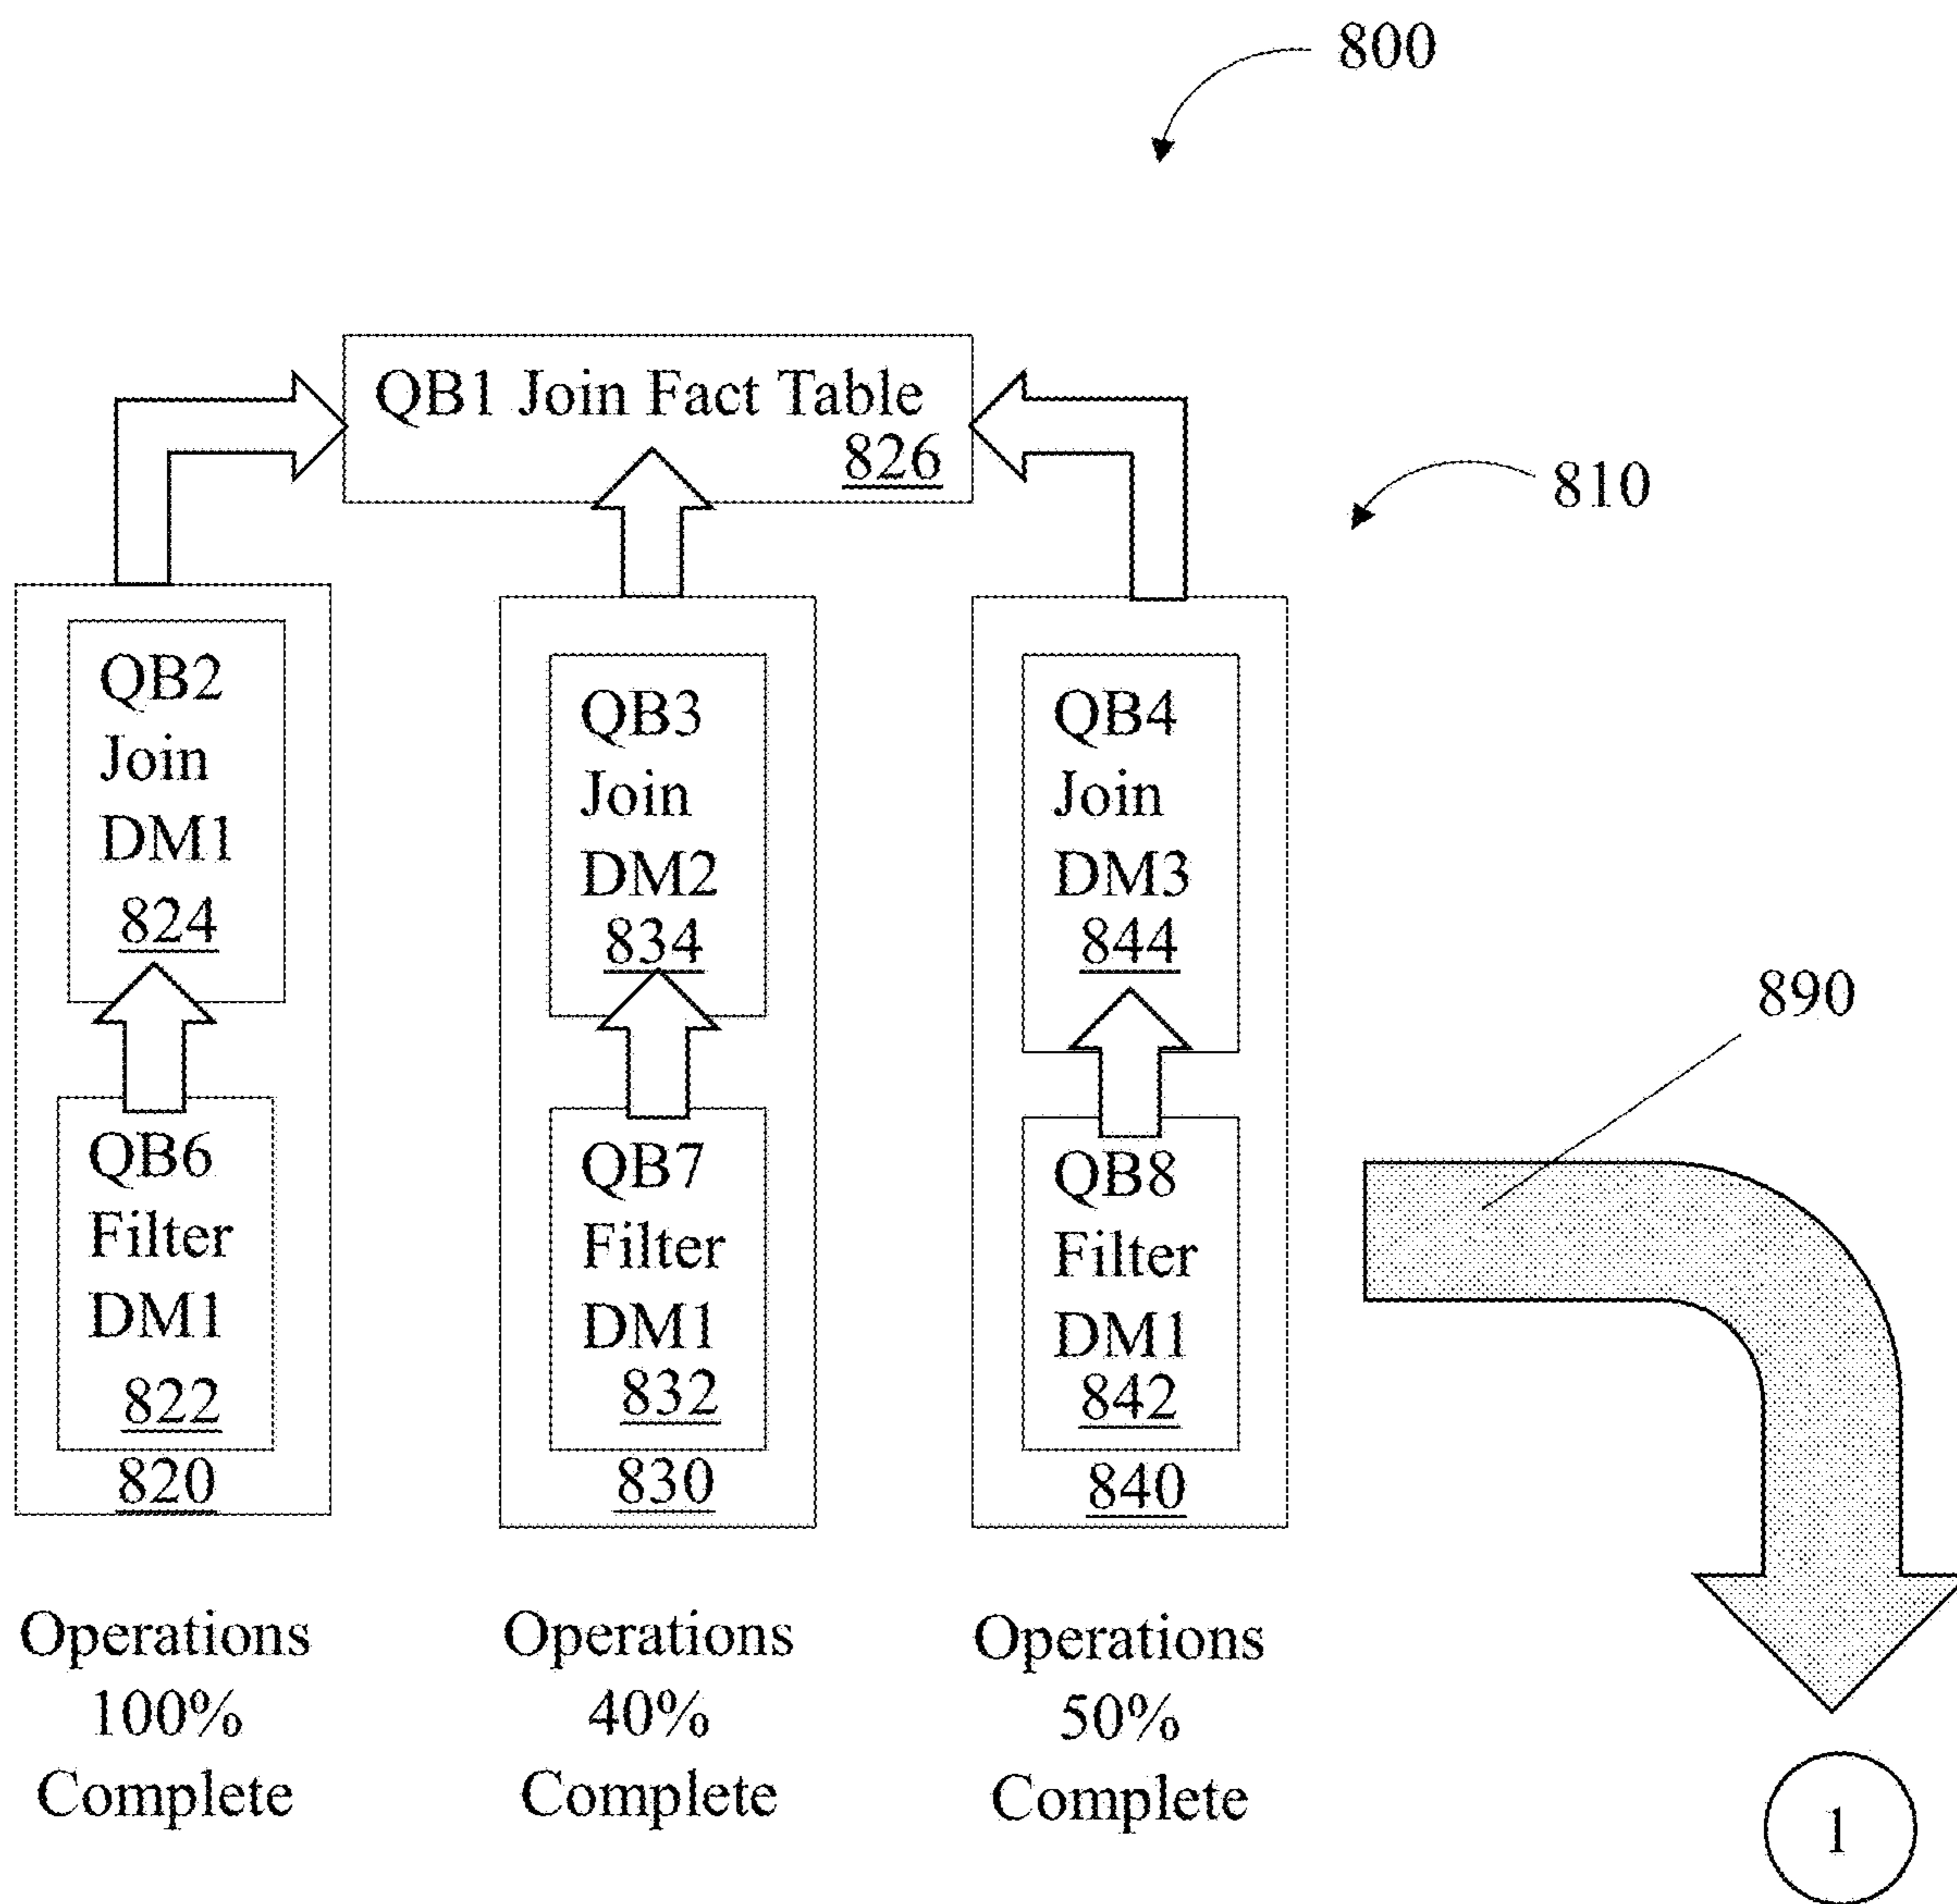 800
QB1 Join Fact Table
826
810
QB2
Join
DM1
824
QB6
Filter
DM1
822
820
QB3
Join
DM2
834
QB7
Filter
DM1
832
830
QB4
Join
DM3
844
QB8
Filter
DM1
842
840
890
Operations
100%
Complete
Operations
40%
Complete
Operations
50%
Complete
1